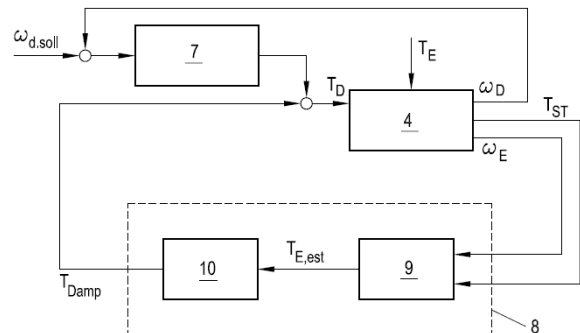 ω_D.soll
7
T_E
T_D
ω_D
T_ST
4
ω_E
T_E,est
10
9
T_Damp
8